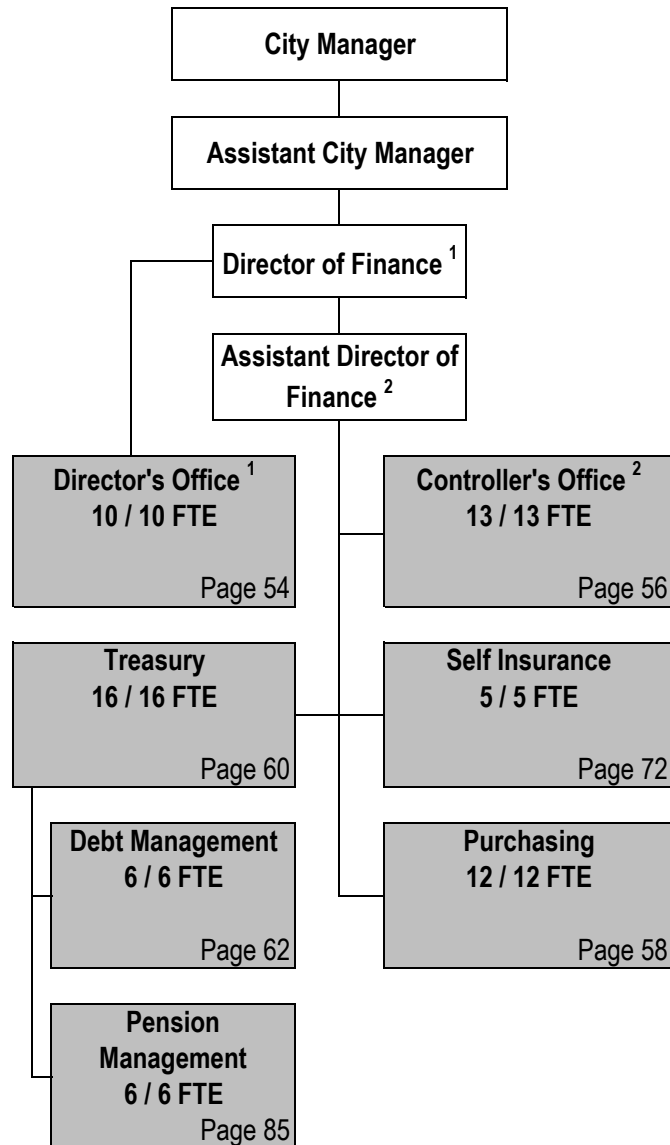 City Manager
Assistant City Manager
Director of Finance 1
Assistant Director of
Finance 2
Director's Office 1
10 / 10 FTE
Page 54
Controller's Office 2
13 / 13 FTE
Page 56
Treasury
16 / 16 FTE
Page 60
Self Insurance
5 / 5 FTE
Page 72
Debt Management
6 / 6 FTE
Page 62
Purchasing
12 / 12 FTE
Page 58
Pension
Management
6 / 6 FTE
Page 85